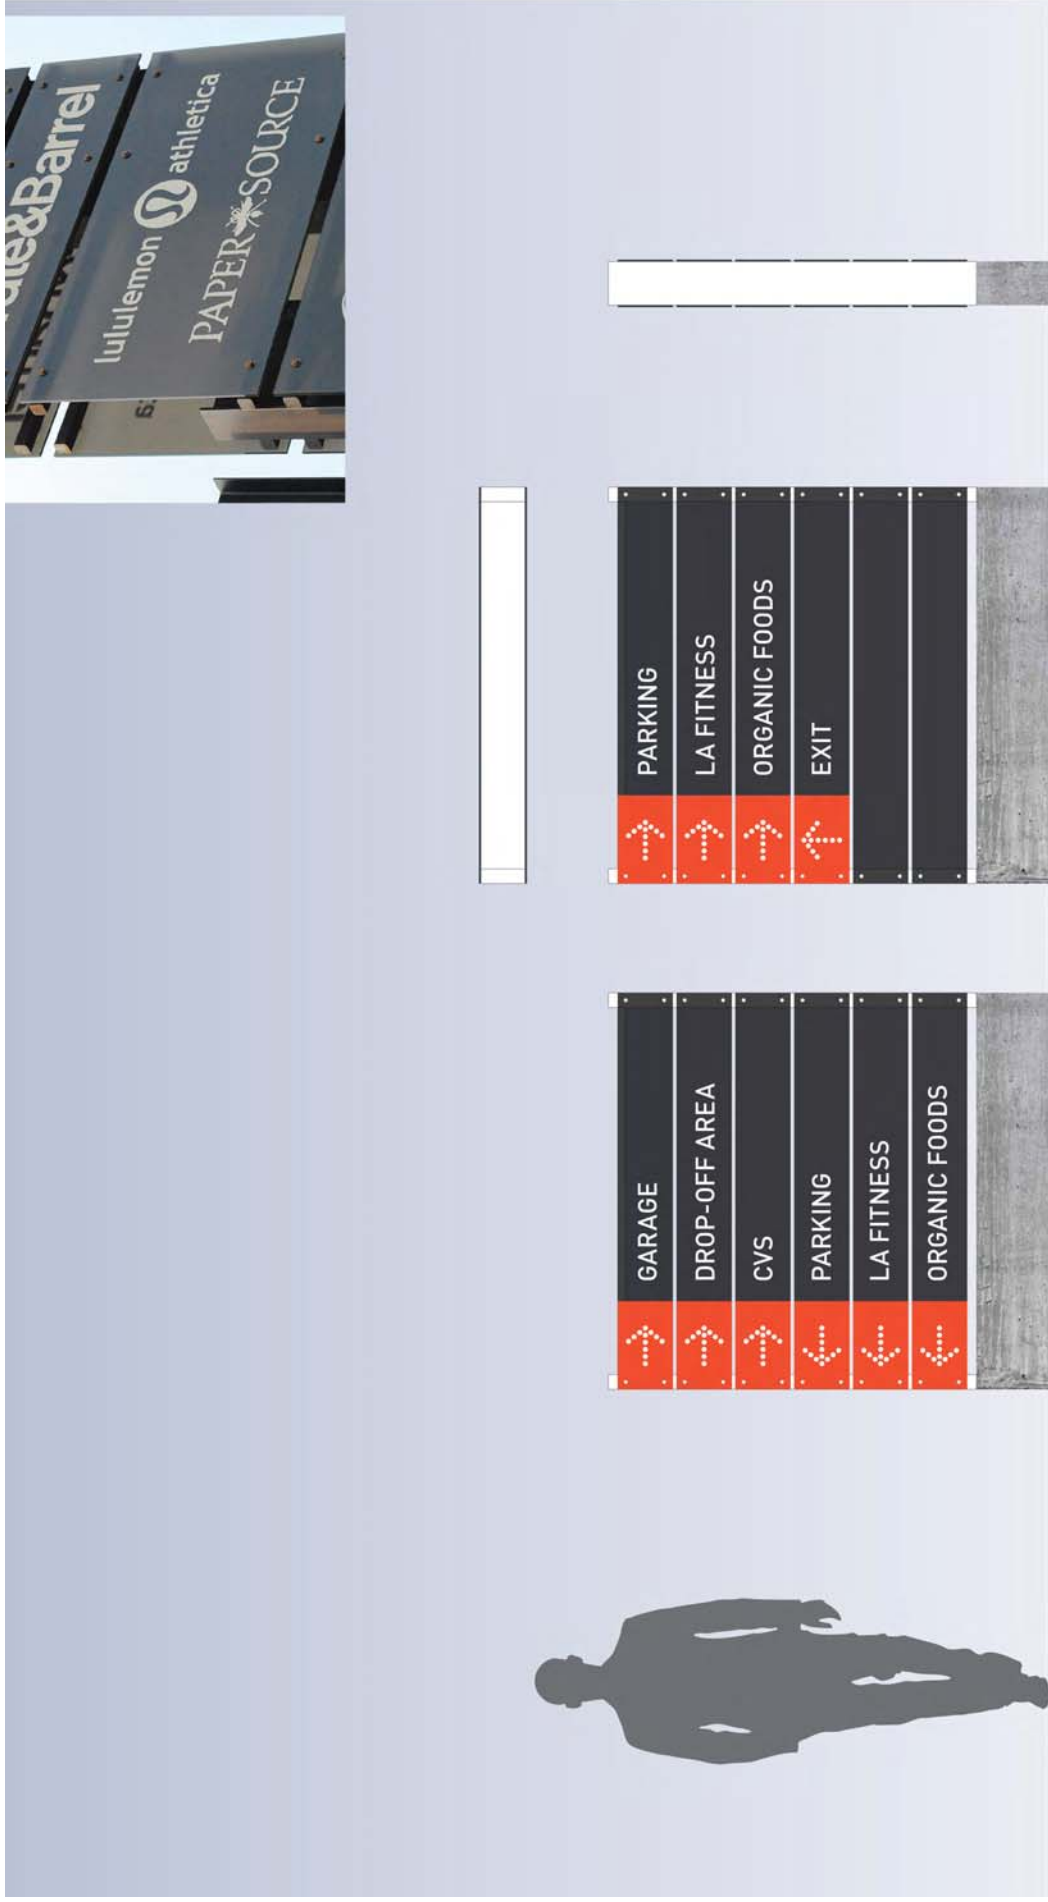 GARAGE
DROP-OFF AREA
CVS
PARKING
LA FITNESS
ORGANIC FOODS
PARKING
LA FITNESS
ORGANIC FOODS
EXIT
ate&Barrel
lululemon athletica
PAPER SOURCE